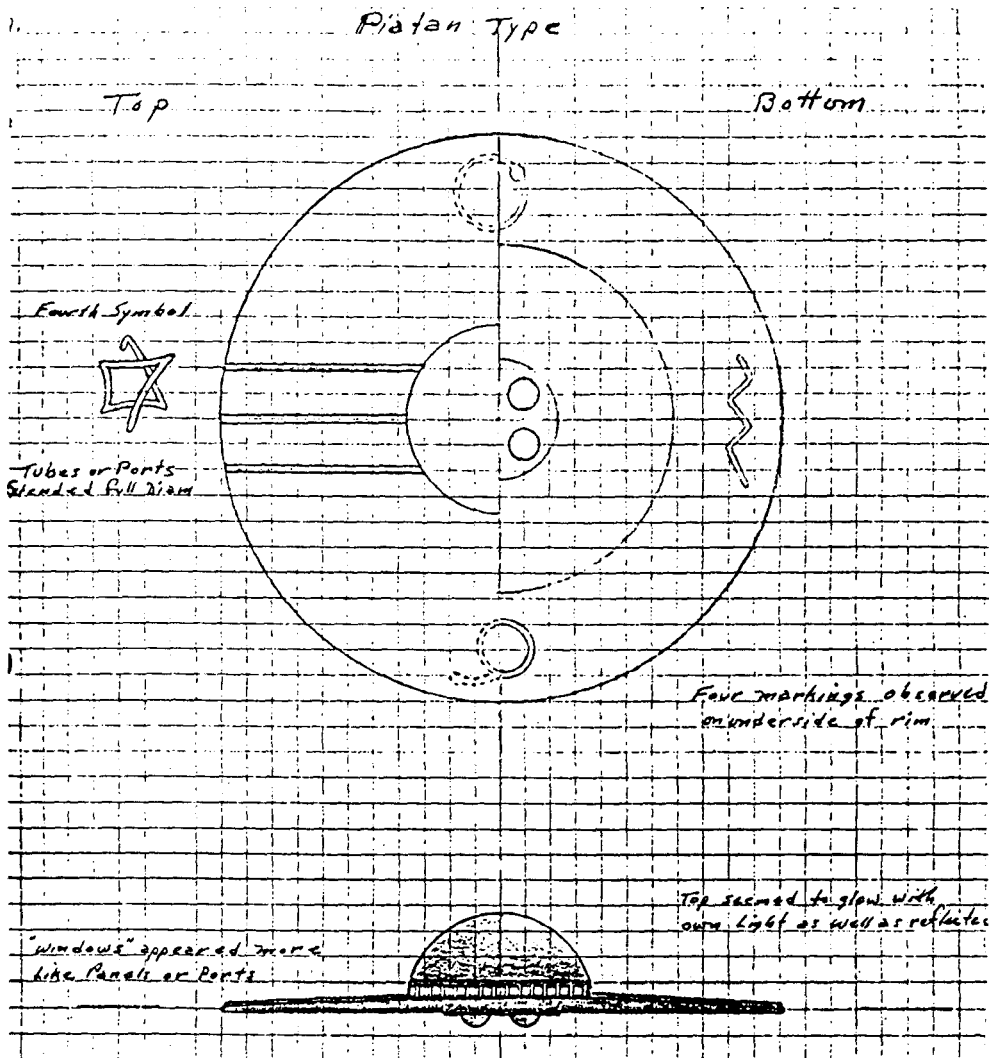 Piatan Type
Top
Bottom
Fourth Symbol
Tubes or Ports
Extended full Diam
Four markings observed
on underside of rim
Top seemed to glow with
own Light as well as reflected
"Windows" appeared more
Like Panels or Ports